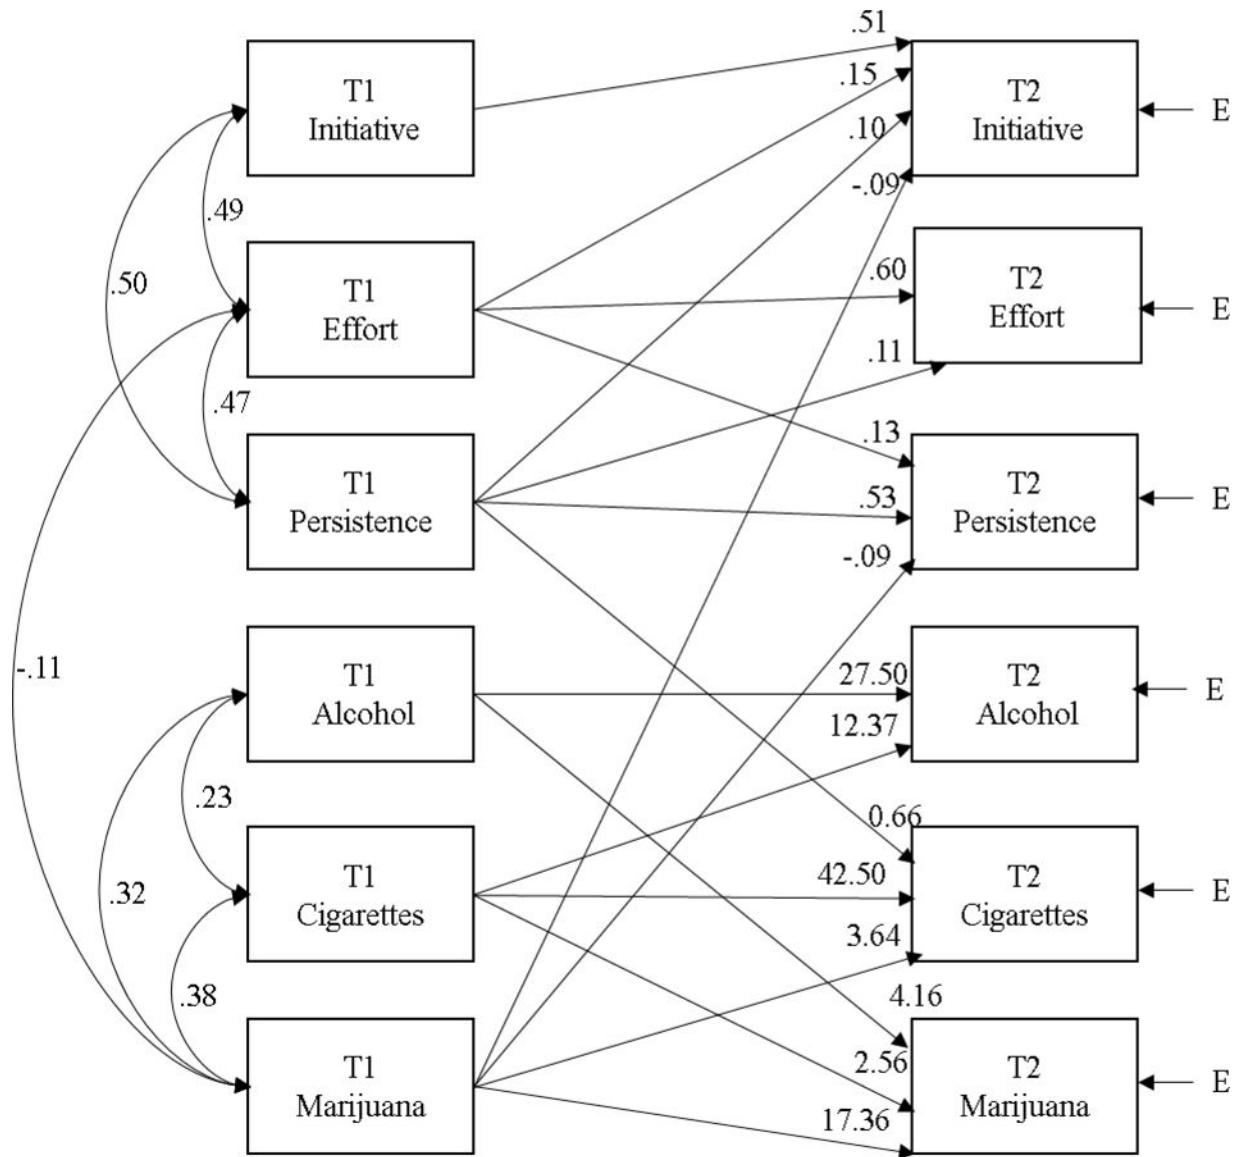 .51
T1
Initiative
.15
T2
Initiative
E
.10
-.09
.49
.50
T1
Effort
.60
T2
Effort
E
.11
.47
.13
T1
Persistence
.53
T2
Persistence
E
-.09
-.11
T1
Alcohol
27.50
T2
Alcohol
E
12.37
.23
0.66
.32
T1
Cigarettes
42.50
T2
Cigarettes
E
3.64
.38
4.16
T1
Marijuana
2.56
T2
Marijuana
E
17.36